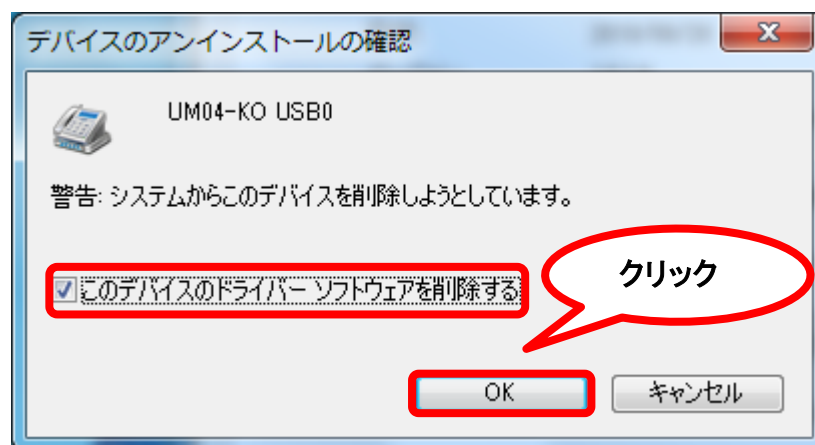 デバイスのアンインストールの確認
UM04-KO USB0
警告: システムからこのデバイスを削除しようとしています。
このデバイスのドライバー ソフトウェアを削除する
クリック
OK
キャンセル